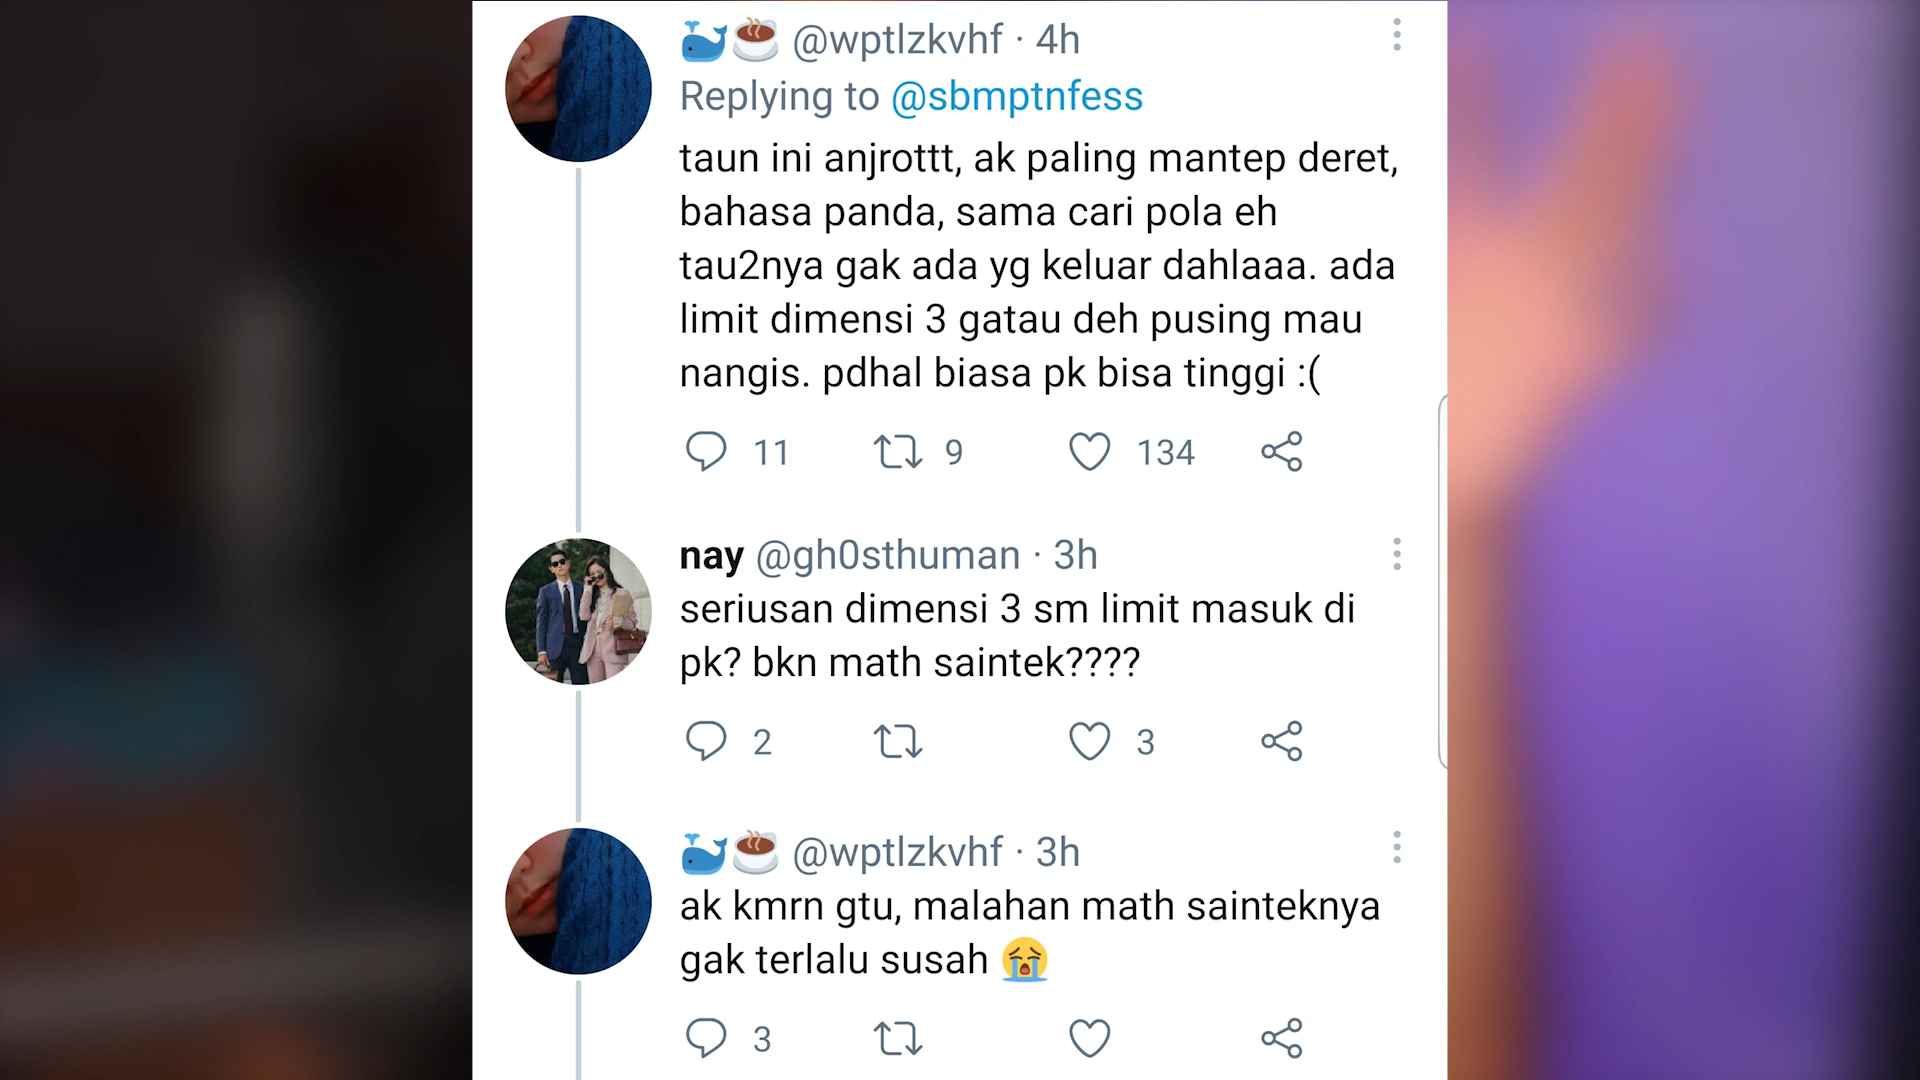 🐳☕ @wptlzkvhf · 4h
Replying to @sbmptnfess
taun ini anjrottt, ak paling mantep deret,
bahasa panda, sama cari pola eh
tau2nya gak ada yg keluar dahlaaa. ada
limit dimensi 3 gatau deh pusing mau
nangis. pdhal biasa pk bisa tinggi :(
11 9 134
nay @gh0sthuman · 3h
seriusan dimensi 3 sm limit masuk di
pk? bkn math saintek????
2 3
🐳☕ @wptlzkvhf · 3h
ak kmrn gtu, malahan math sainteknya
gak terlalu susah 😭
3